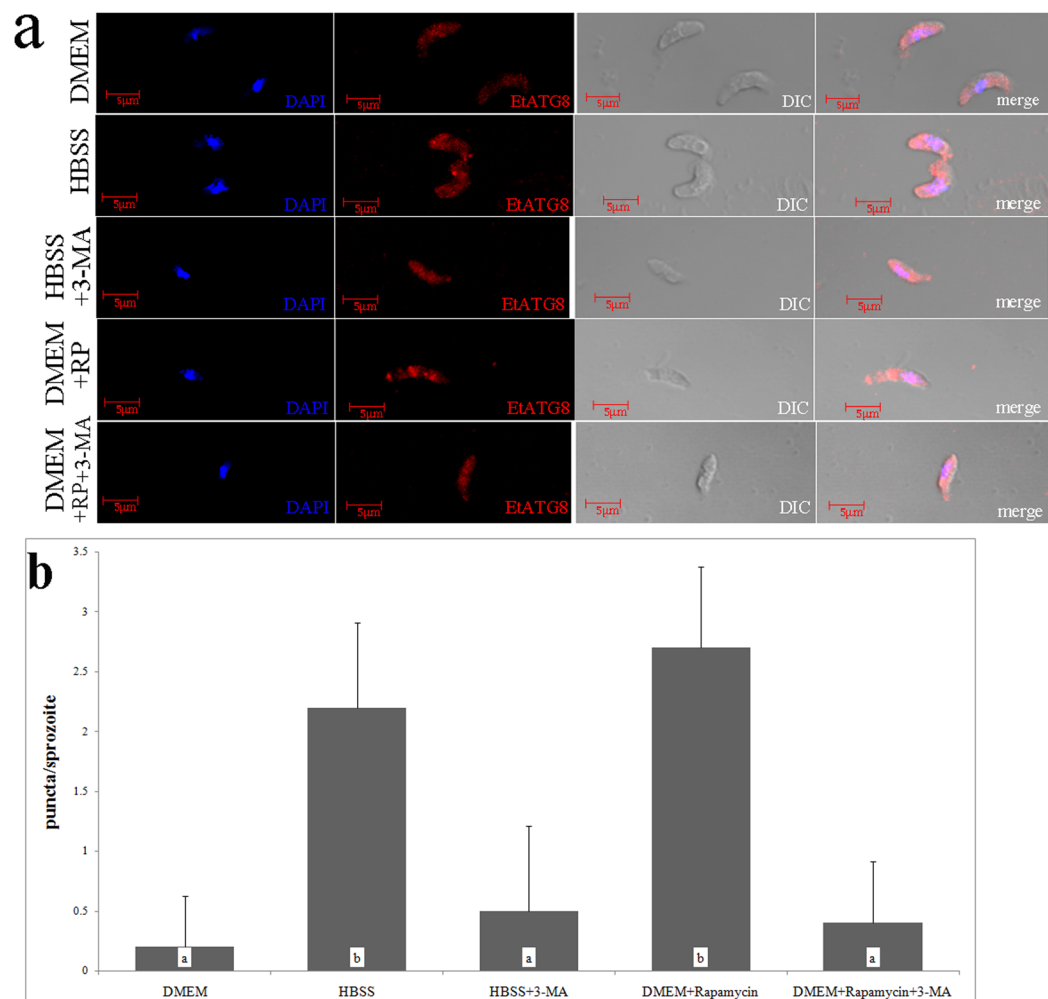 a
DMEM
5µm
DAPI
5µm
EtATG8
5µm
DIC
5µm
merge
HBSS
5µm
DAPI
5µm
EtATG8
5µm
DIC
5µm
merge
HBSS
+3-MA
5µm
DAPI
5µm
EtATG8
5µm
DIC
5µm
merge
DMEM
+RP
5µm
DAPI
5µm
EtATG8
5µm
DIC
5µm
merge
DMEM
+RP+3-MA
5µm
DAPI
5µm
EtATG8
5µm
DIC
5µm
merge
b
puncta/sprozoite
3.5
3
2.5
2
1.5
1
0.5
0
a
b
a
b
a
DMEM
HBSS
HBSS+3-MA
DMEM+Rapamycin
DMEM+Rapamycin+3-MA